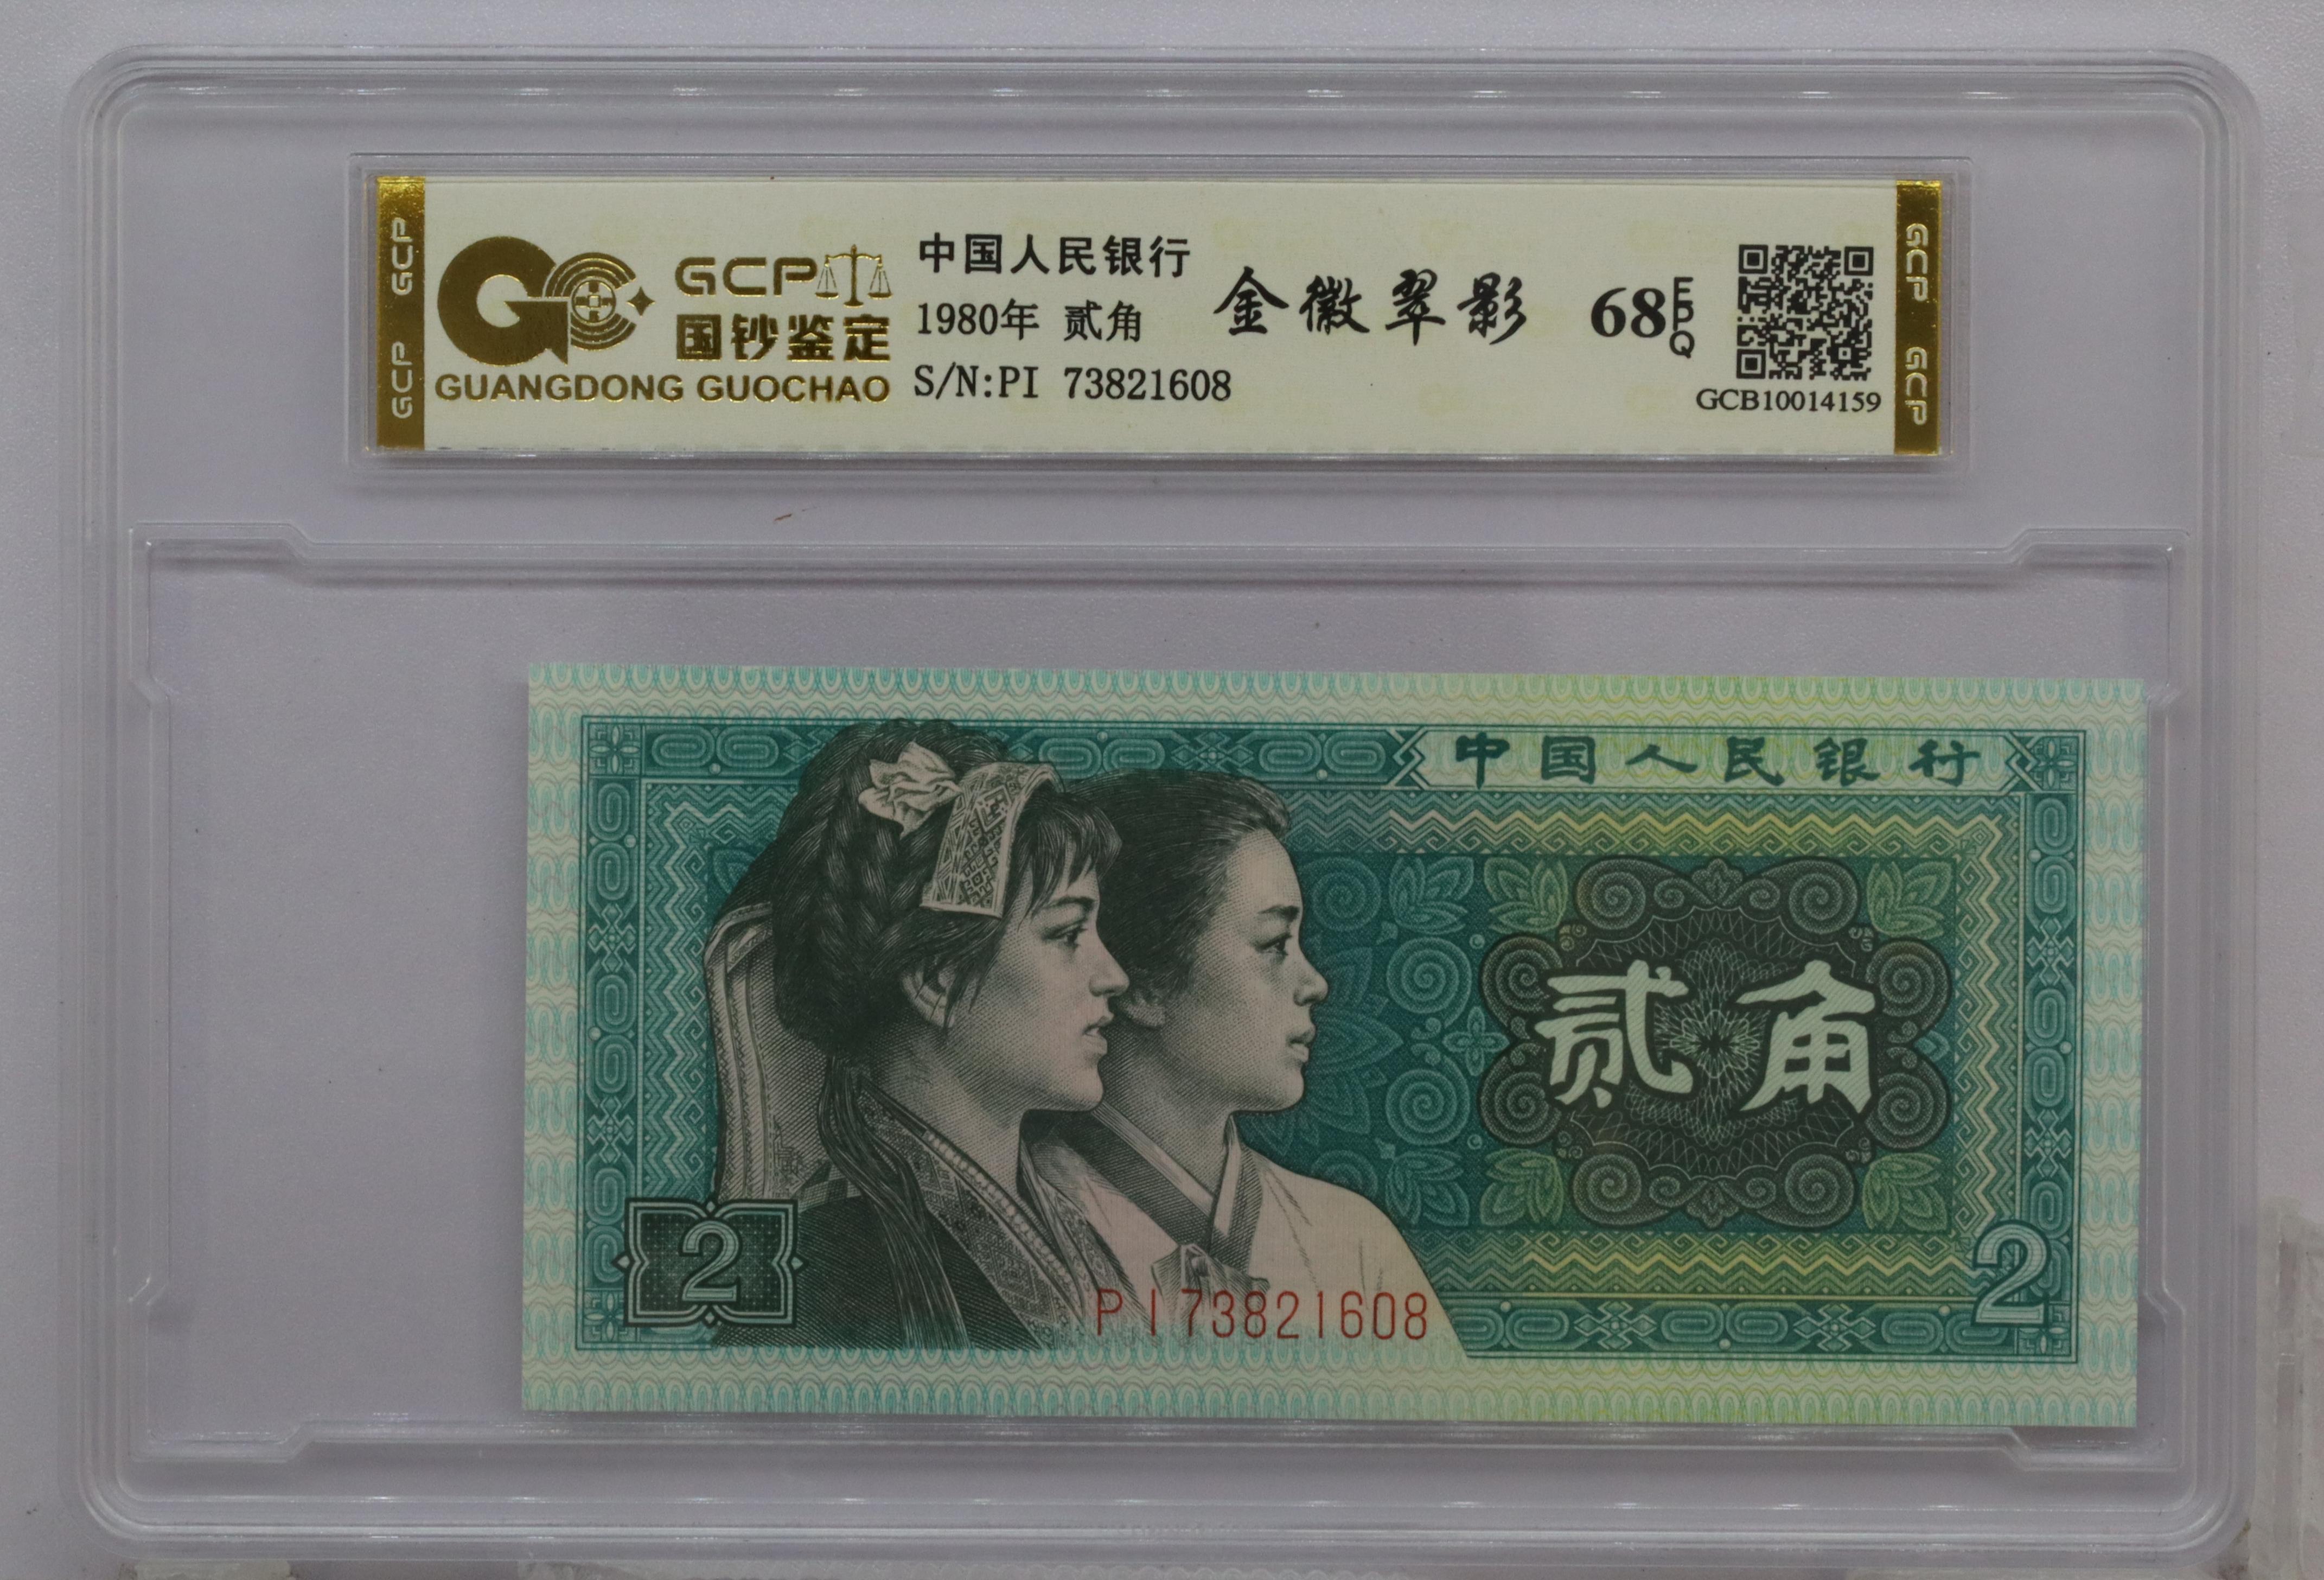 GCP
GCP
GCP
国钞鉴定
GUANGDONG GUOCHAO
中国人民银行
1980年 贰角
S/N:PI 73821608
金徽翠影
68 EPQ
GCB10014159
GCP
GCP
中国人民银行
贰角
2
PI73821608
2